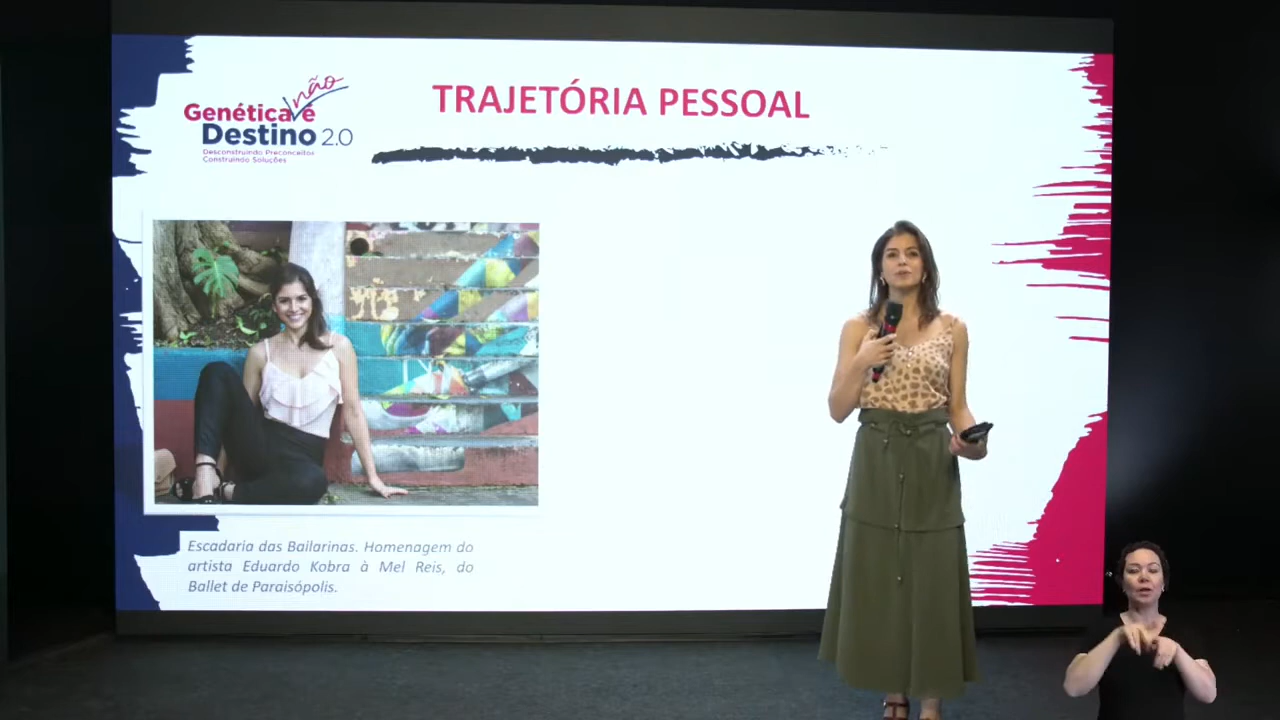 não
Genética é
Destino 2.0
Desconstruindo Preconceitos
Construindo Soluções
TRAJETÓRIA PESSOAL
Escadaria das Bailarinas. Homenagem do
artista Eduardo Kobra à Mel Reis, do
Ballet de Paraisópolis.